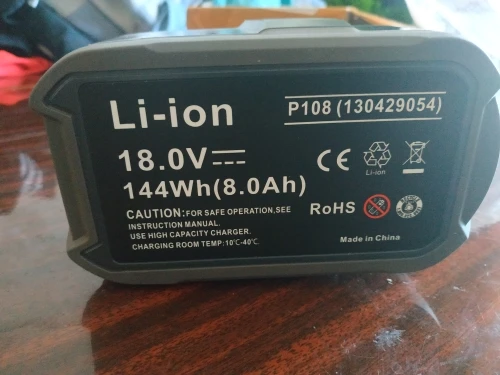 Li-ion
P108 (130429054)
18.0V
144Wh(8.0Ah)
CE
Li-ion
CAUTION:FOR SAFE OPERATION,SEE
INSTRUCTION MANUAL.
USE HIGH CAPACITY CHARGER.
CHARGING ROOM TEMP:10℃-40℃.
RoHS
Made in China